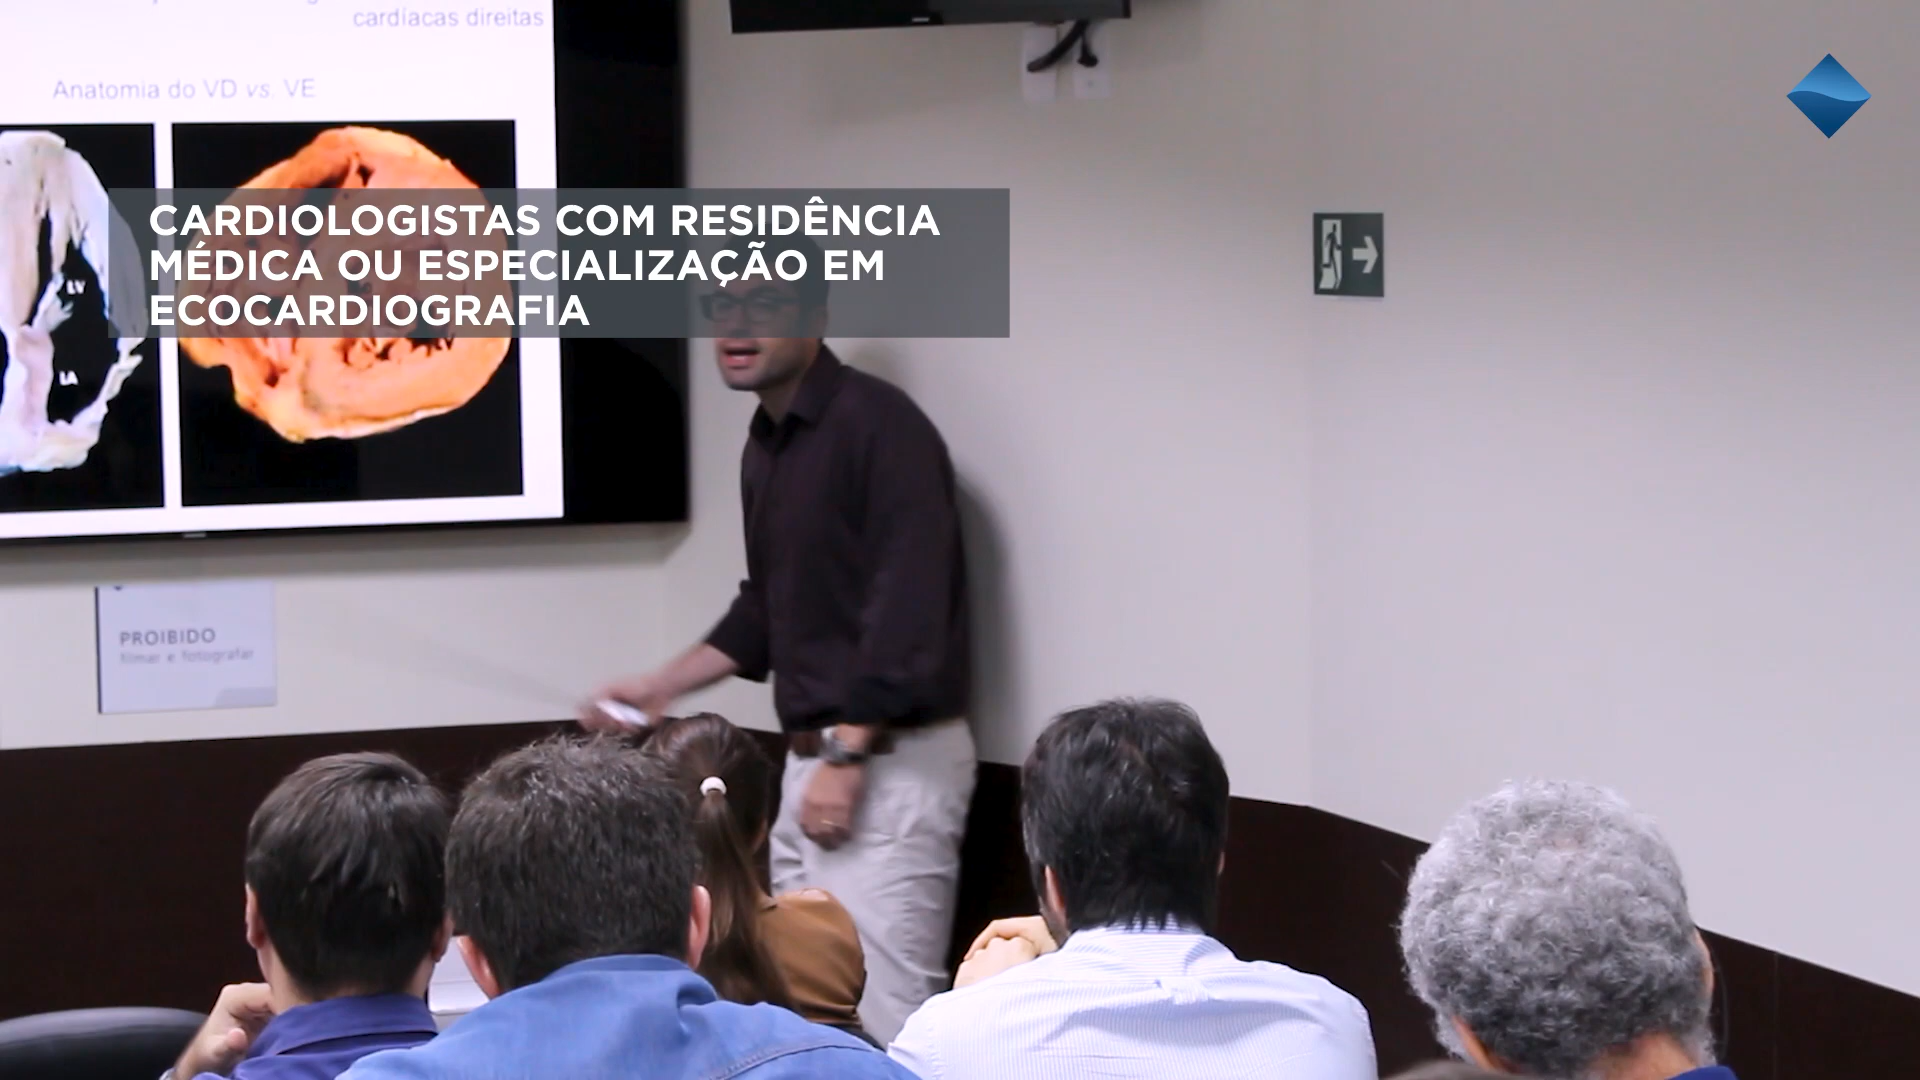 cardíacas direitas
Anatomia do VD vs. VE
CARDIOLOGISTAS COM RESIDÊNCIA
MÉDICA OU ESPECIALIZAÇÃO EM
ECOCARDIOGRAFIA
LV
LA
PROIBIDO
filmar e fotografar